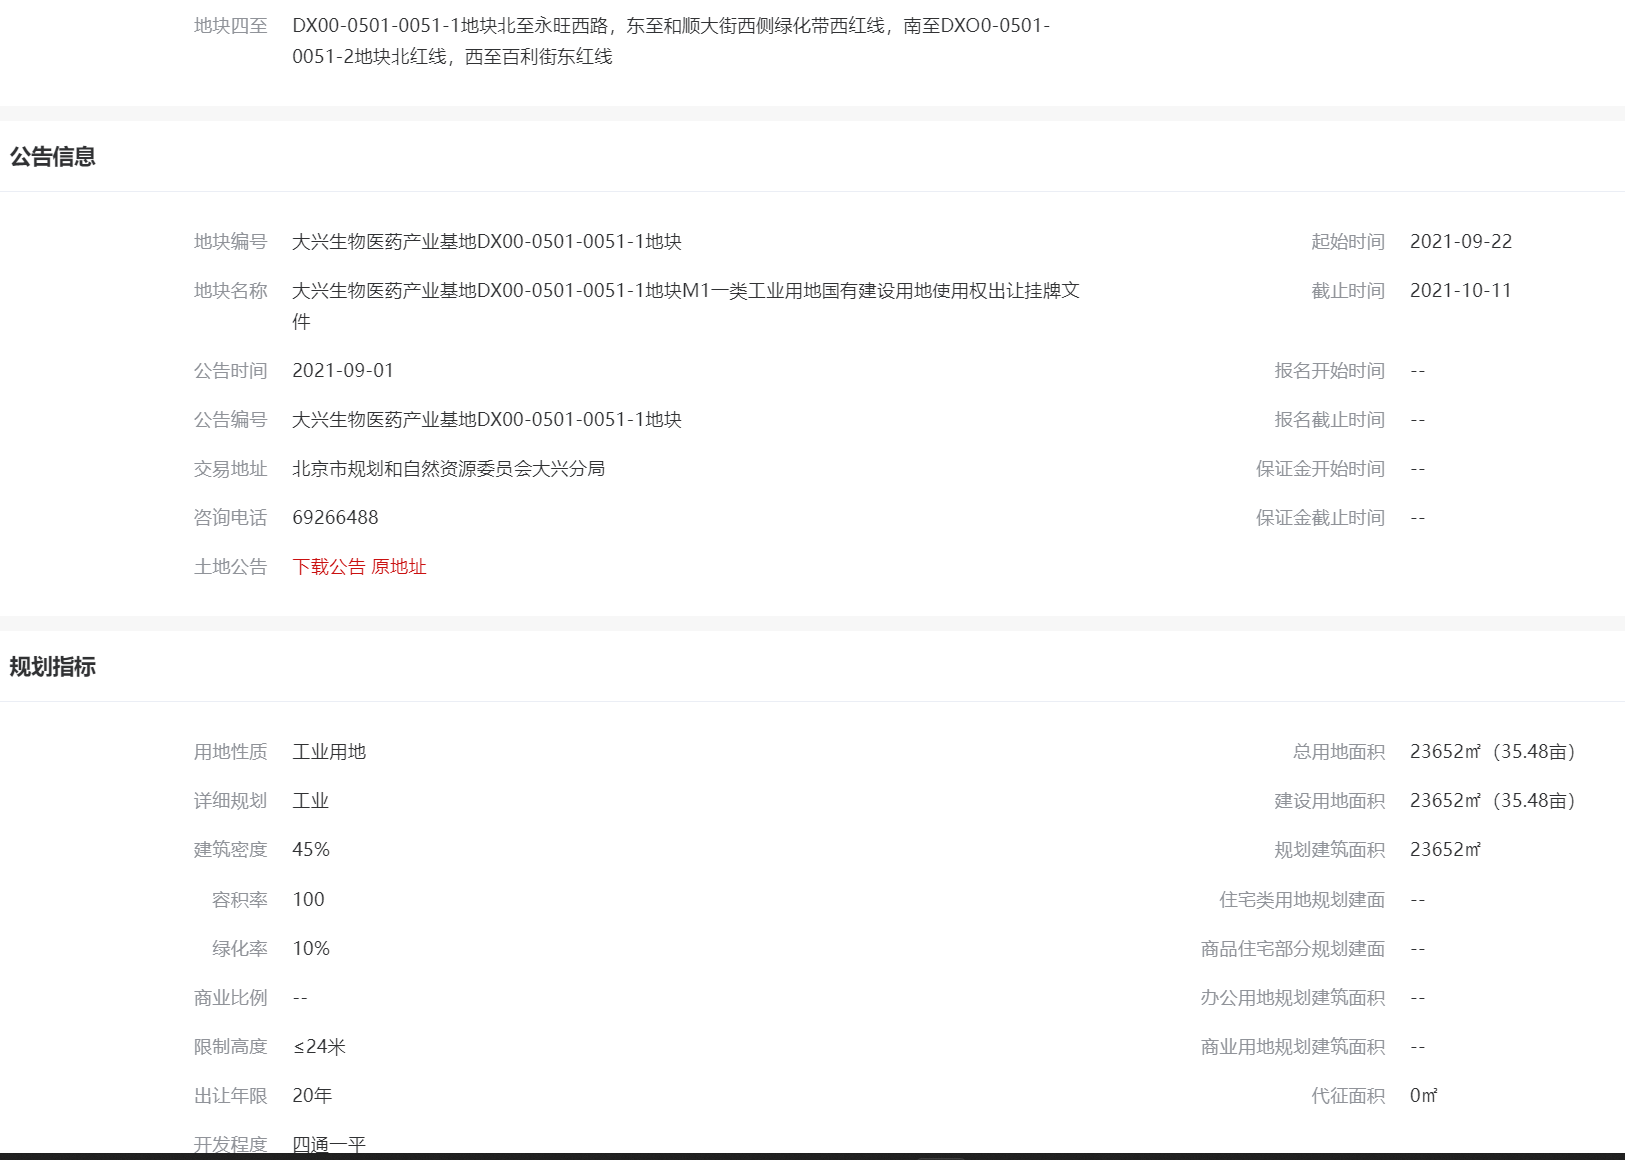 地块四至 DX00-0501-0051-1地块北至永旺西路，东至和顺大街西侧绿化带西红线，南至DXO0-0501-
0051-2地块北红线，西至百利街东红线
公告信息
地块编号 大兴生物医药产业基地DX00-0501-0051-1地块 起始时间 2021-09-22
地块名称 大兴生物医药产业基地DX00-0501-0051-1地块M1一类工业用地国有建设用地使用权出让挂牌文 截止时间 2021-10-11
件
公告时间 2021-09-01 报名开始时间 --
公告编号 大兴生物医药产业基地DX00-0501-0051-1地块 报名截止时间 --
交易地址 北京市规划和自然资源委员会大兴分局 保证金开始时间 --
咨询电话 69266488 保证金截止时间 --
土地公告 下载公告 原地址
规划指标
用地性质 工业用地 总用地面积 23652㎡（35.48亩）
详细规划 工业 建设用地面积 23652㎡（35.48亩）
建筑密度 45% 规划建筑面积 23652㎡
容积率 100 住宅类用地规划建面 --
绿化率 10% 商品住宅部分规划建面 --
商业比例 -- 办公用地规划建筑面积 --
限制高度 ≤24米 商业用地规划建筑面积 --
出让年限 20年 代征面积 0㎡
开发程度 四通一平